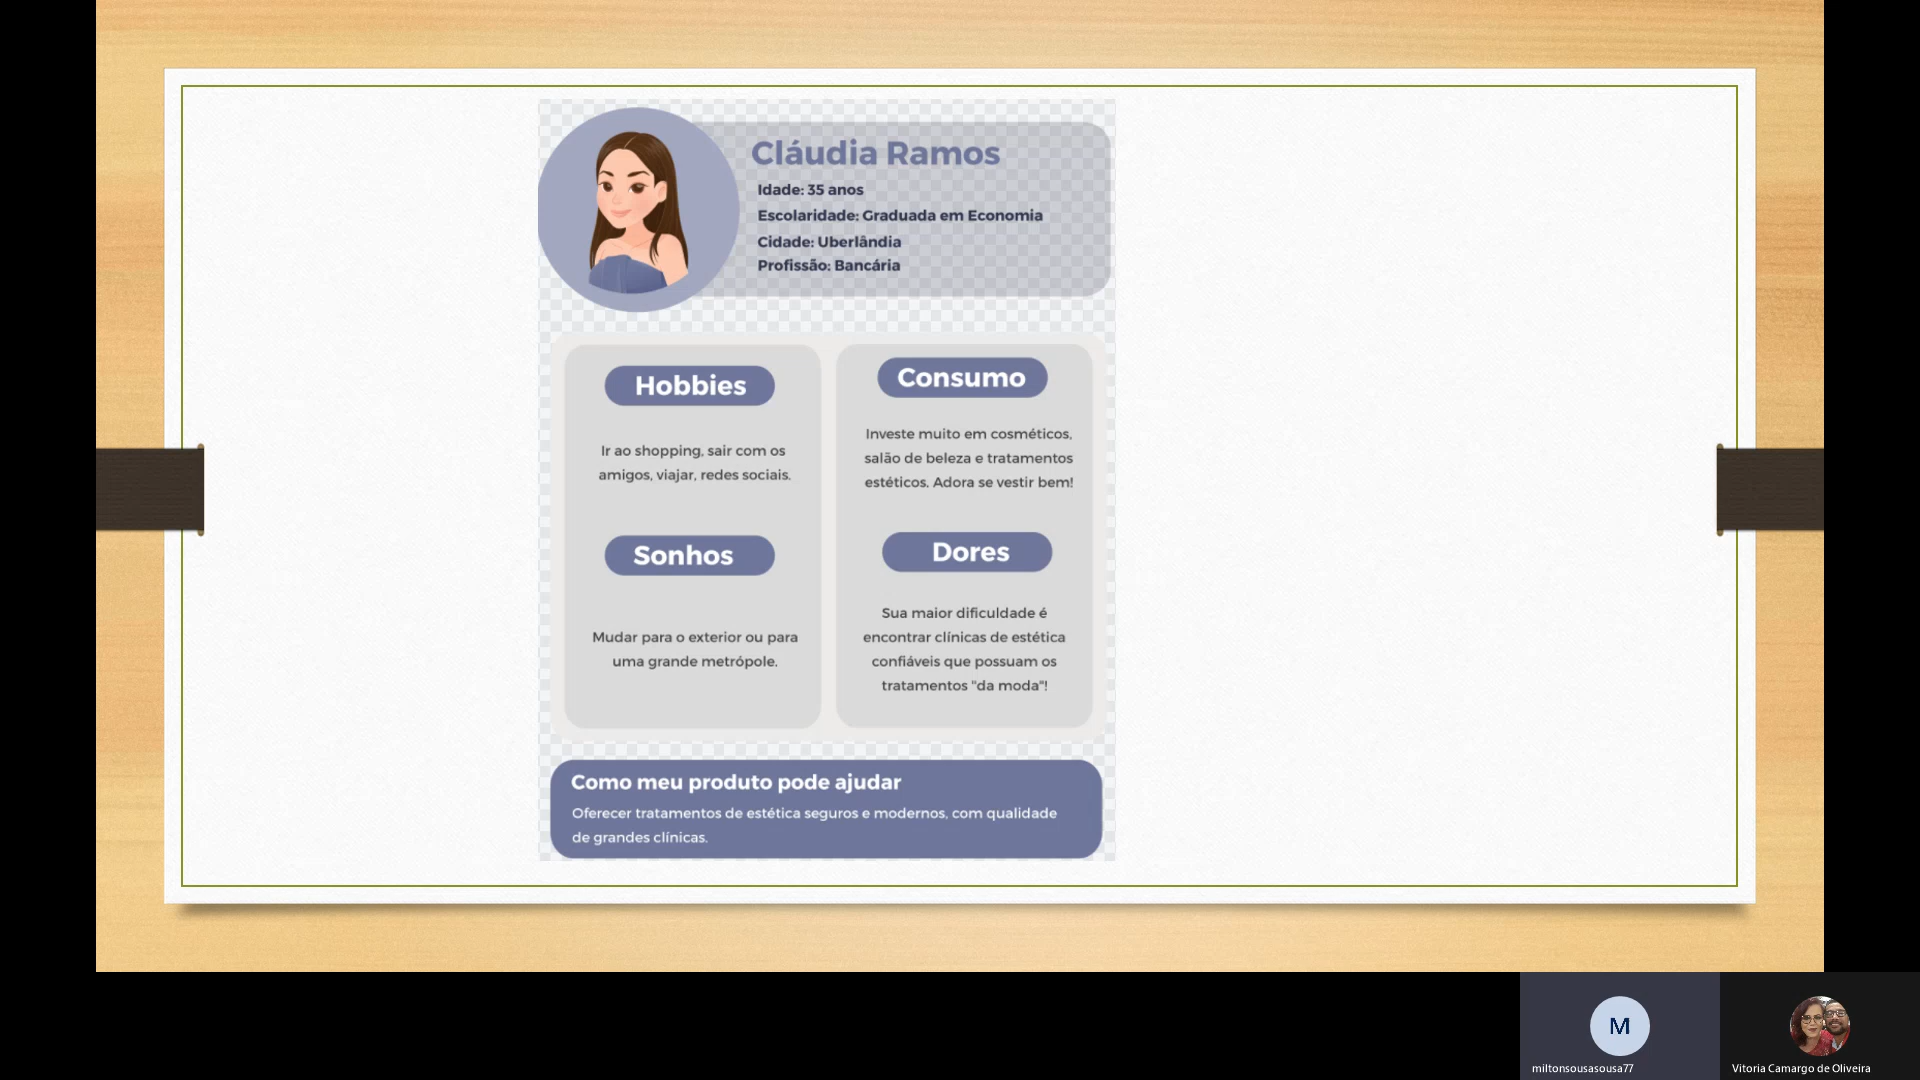 Cláudia Ramos
Idade: 35 anos
Escolaridade: Graduada em Economia
Cidade: Uberlândia
Profissão: Bancária
Hobbies
Ir ao shopping, sair com os
amigos, viajar, redes sociais.
Sonhos
Mudar para o exterior ou para
uma grande metrópole.
Consumo
Investe muito em cosméticos,
salão de beleza e tratamentos
estéticos. Adora se vestir bem!
Dores
Sua maior dificuldade é
encontrar clínicas de estética
confiáveis que possuam os
tratamentos "da moda"!
Como meu produto pode ajudar
Oferecer tratamentos de estética seguros e modernos, com qualidade
de grandes clínicas.
M
miltonsousasousa77
Vitoria Camargo de Oliveira